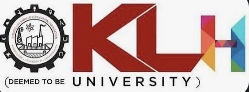 KLH
(DEEMED TO BE UNIVERSITY)